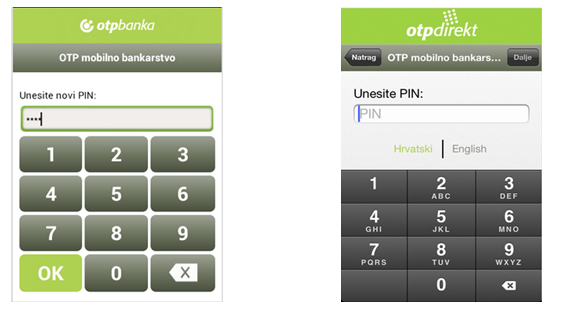 otpbanka
OTP mobilno bankarstvo
Unesite novi PIN:
••••
1 2 3
4 5 6
7 8 9
OK 0 X
otpdirekt
Natrag OTP mobilno bankars... Dalje
Unesite PIN:
PIN
Hrvatski English
1 2 3
ABC DEF
4 5 6
GHI JKL MNO
7 8 9
PQRS TUV WXYZ
0